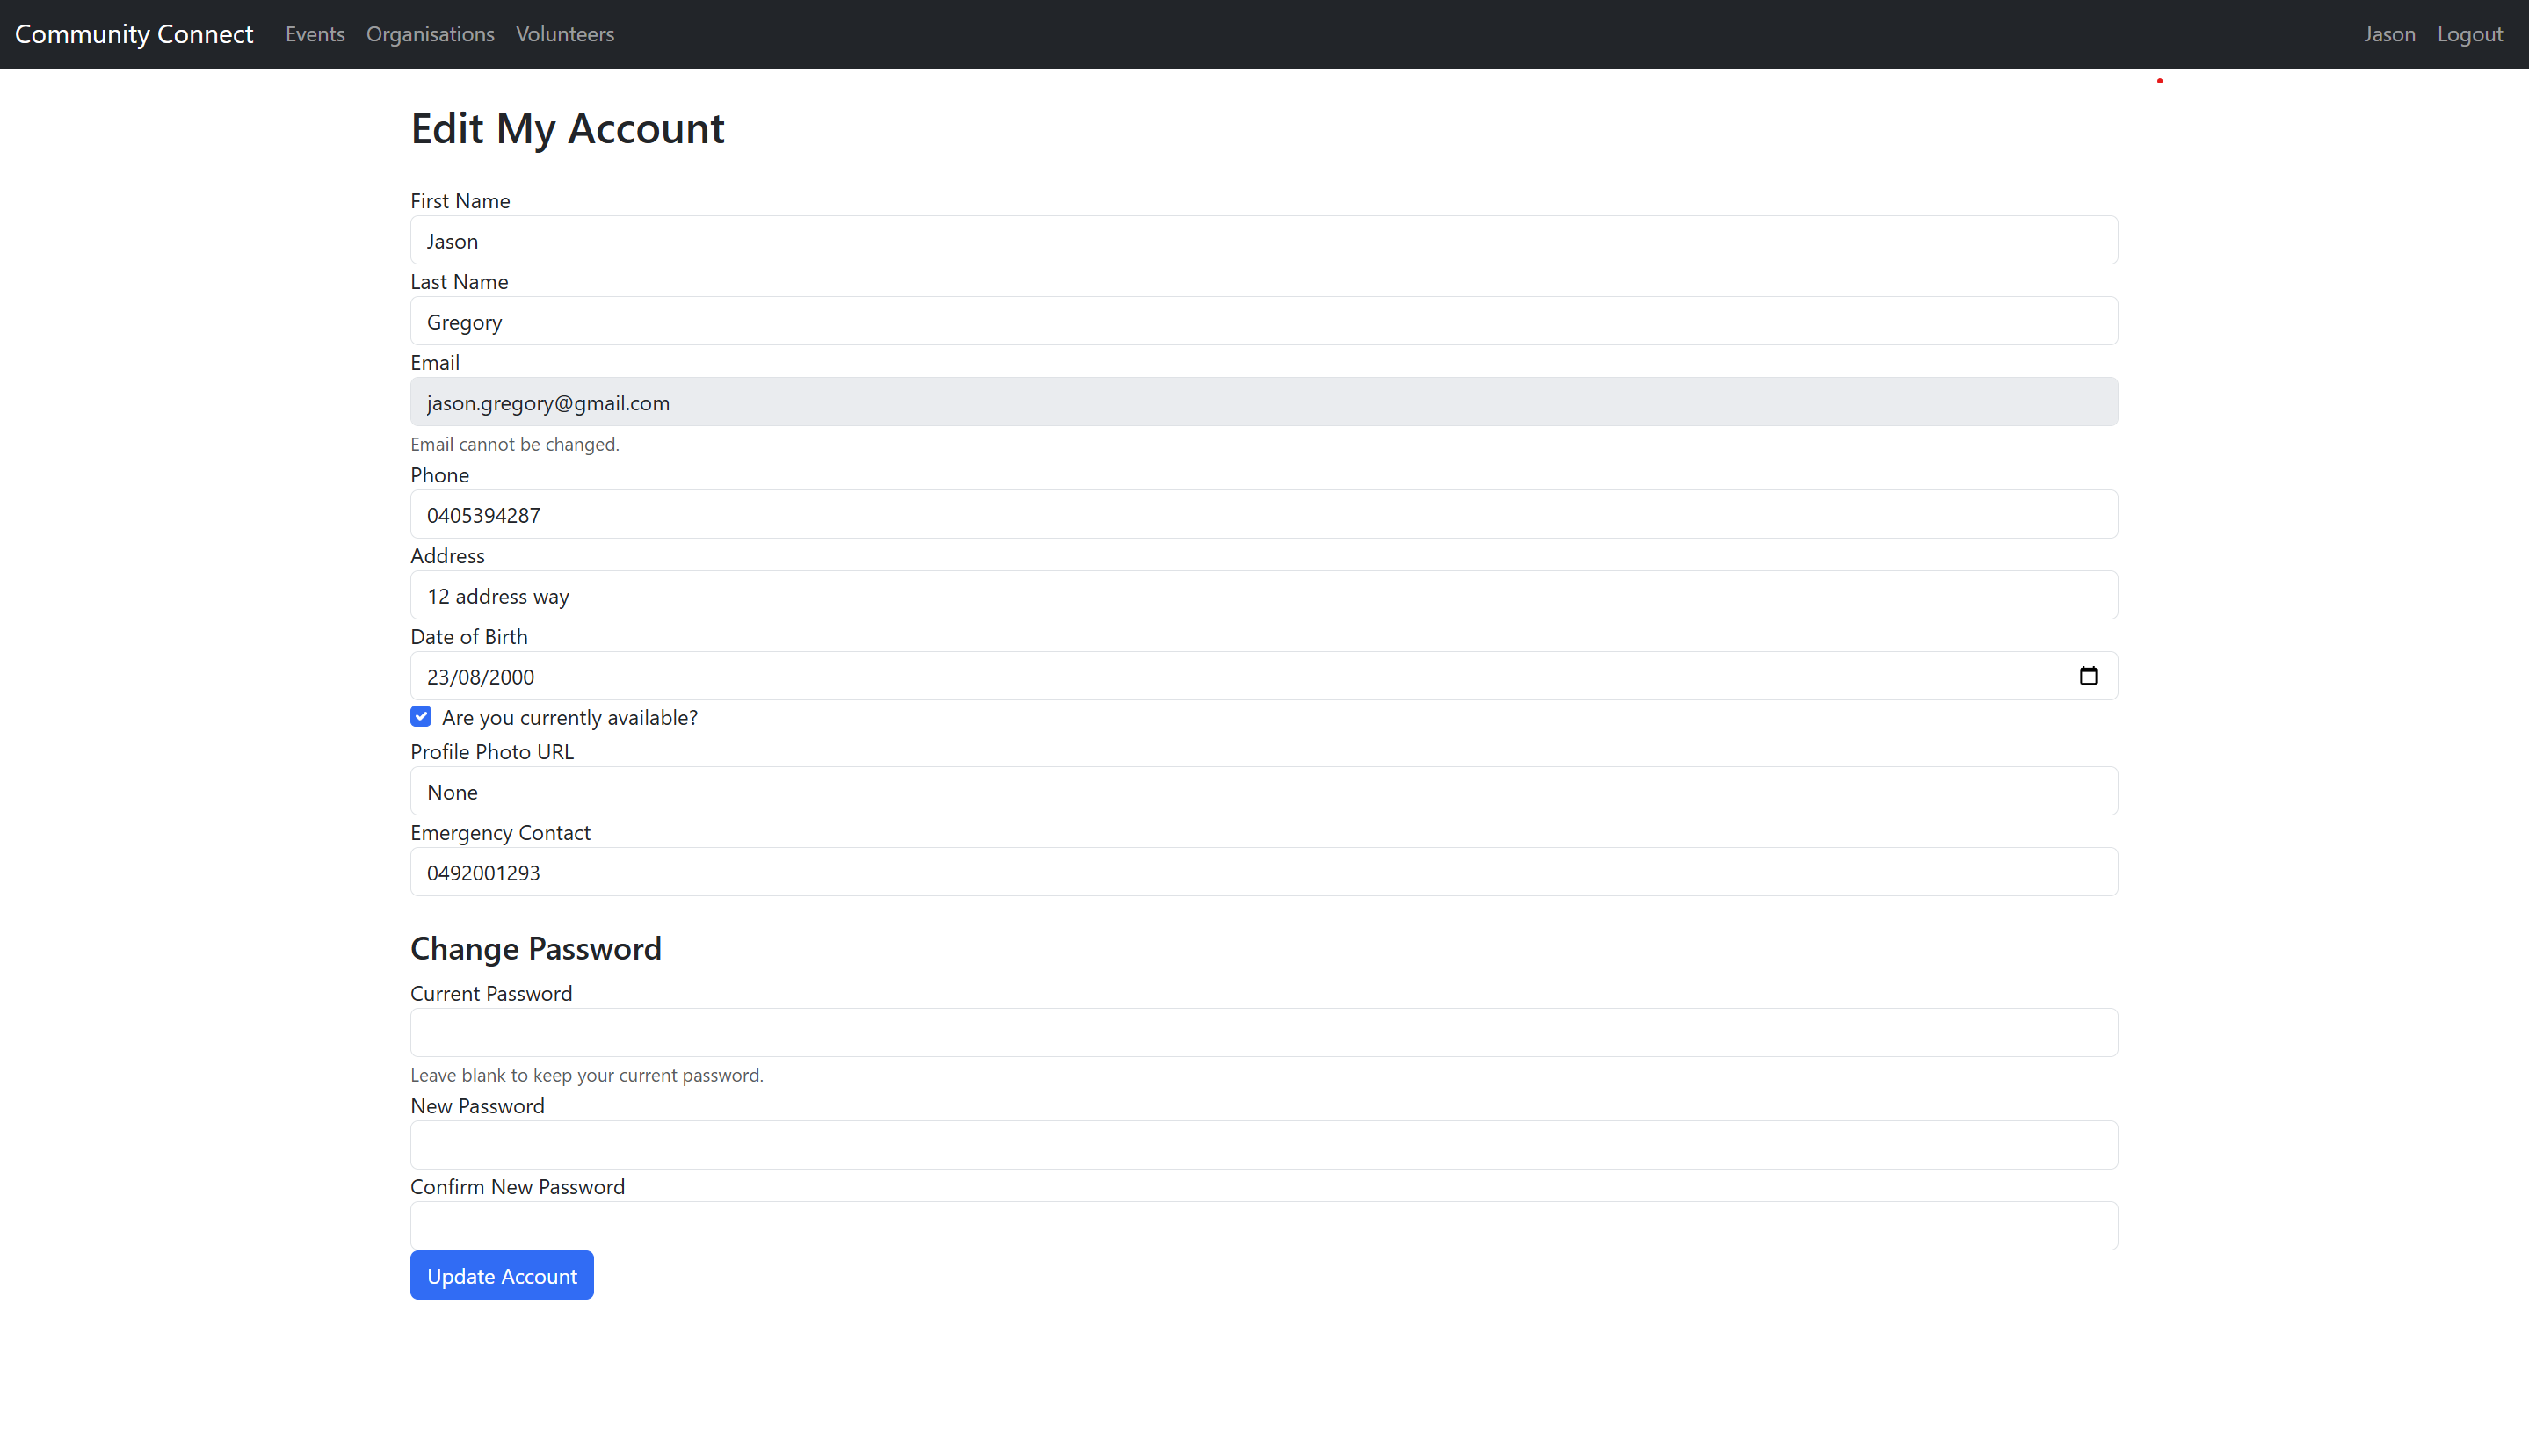 Community Connect Events Organisations Volunteers Jason Logout
Edit My Account
First Name
Jason
Last Name
Gregory
Email
jason.gregory@gmail.com
Email cannot be changed.
Phone
0405394287
Address
12 address way
Date of Birth
23/08/2000
Are you currently available?
Profile Photo URL
None
Emergency Contact
0492001293
Change Password
Current Password
Leave blank to keep your current password.
New Password
Confirm New Password
Update Account